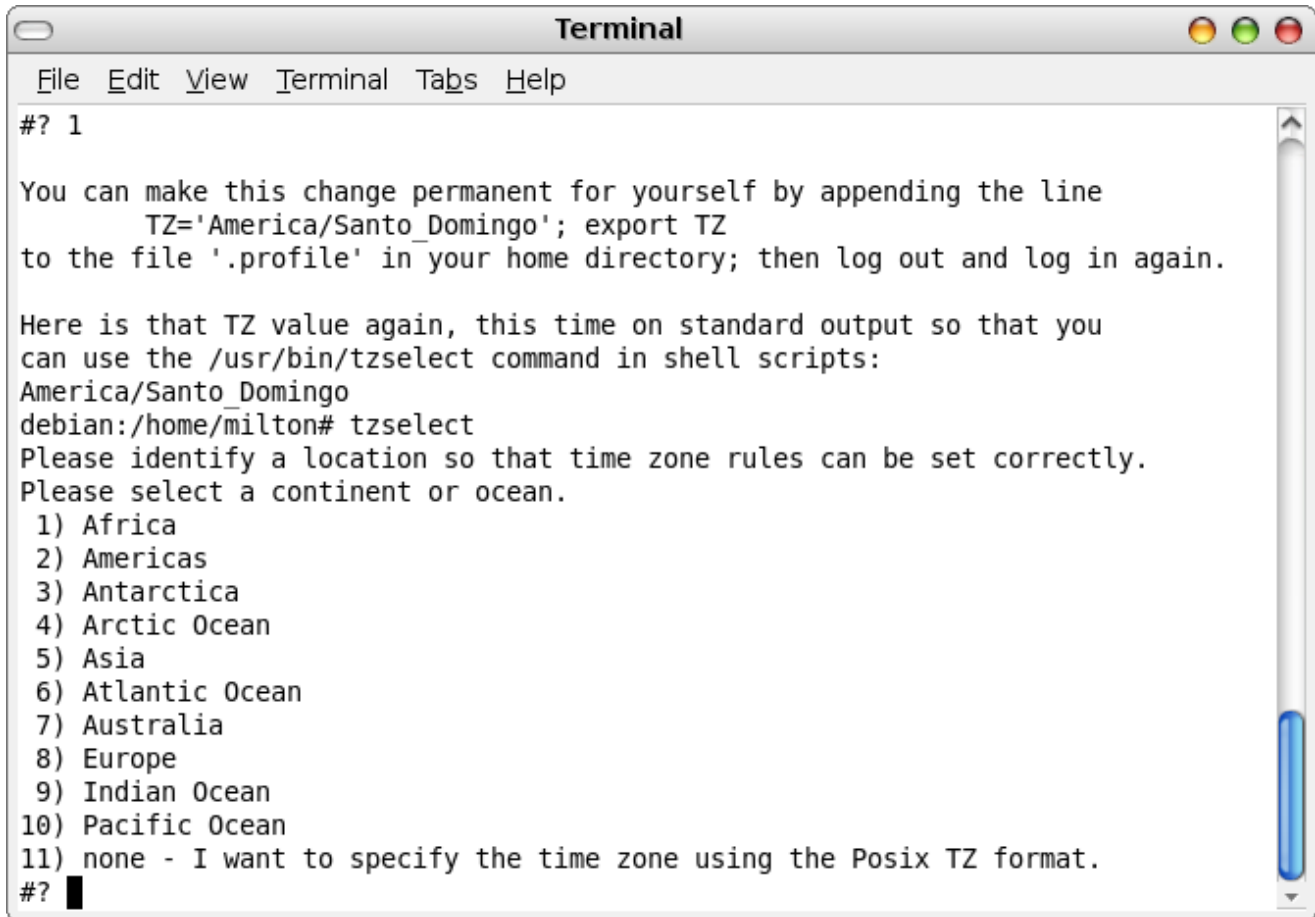 Terminal
File Edit View Terminal Tabs Help
#? 1
You can make this change permanent for yourself by appending the line
        TZ='America/Santo_Domingo'; export TZ
to the file '.profile' in your home directory; then log out and log in again.
Here is that TZ value again, this time on standard output so that you
can use the /usr/bin/tzselect command in shell scripts:
America/Santo_Domingo
debian:/home/milton# tzselect
Please identify a location so that time zone rules can be set correctly.
Please select a continent or ocean.
 1) Africa
 2) Americas
 3) Antarctica
 4) Arctic Ocean
 5) Asia
 6) Atlantic Ocean
 7) Australia
 8) Europe
 9) Indian Ocean
10) Pacific Ocean
11) none - I want to specify the time zone using the Posix TZ format.
#?